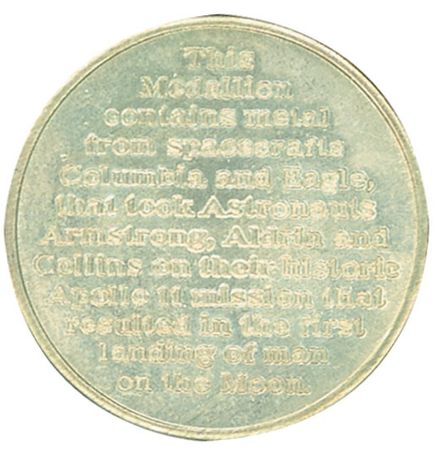 This
Medallion
contains metal
from spacecrafts
Columbia and Eagle,
that took Astronauts
Armstrong, Aldrin and
Collins on their historic
Apollo 11 mission that
resulted in the first
landing of man
on the Moon.